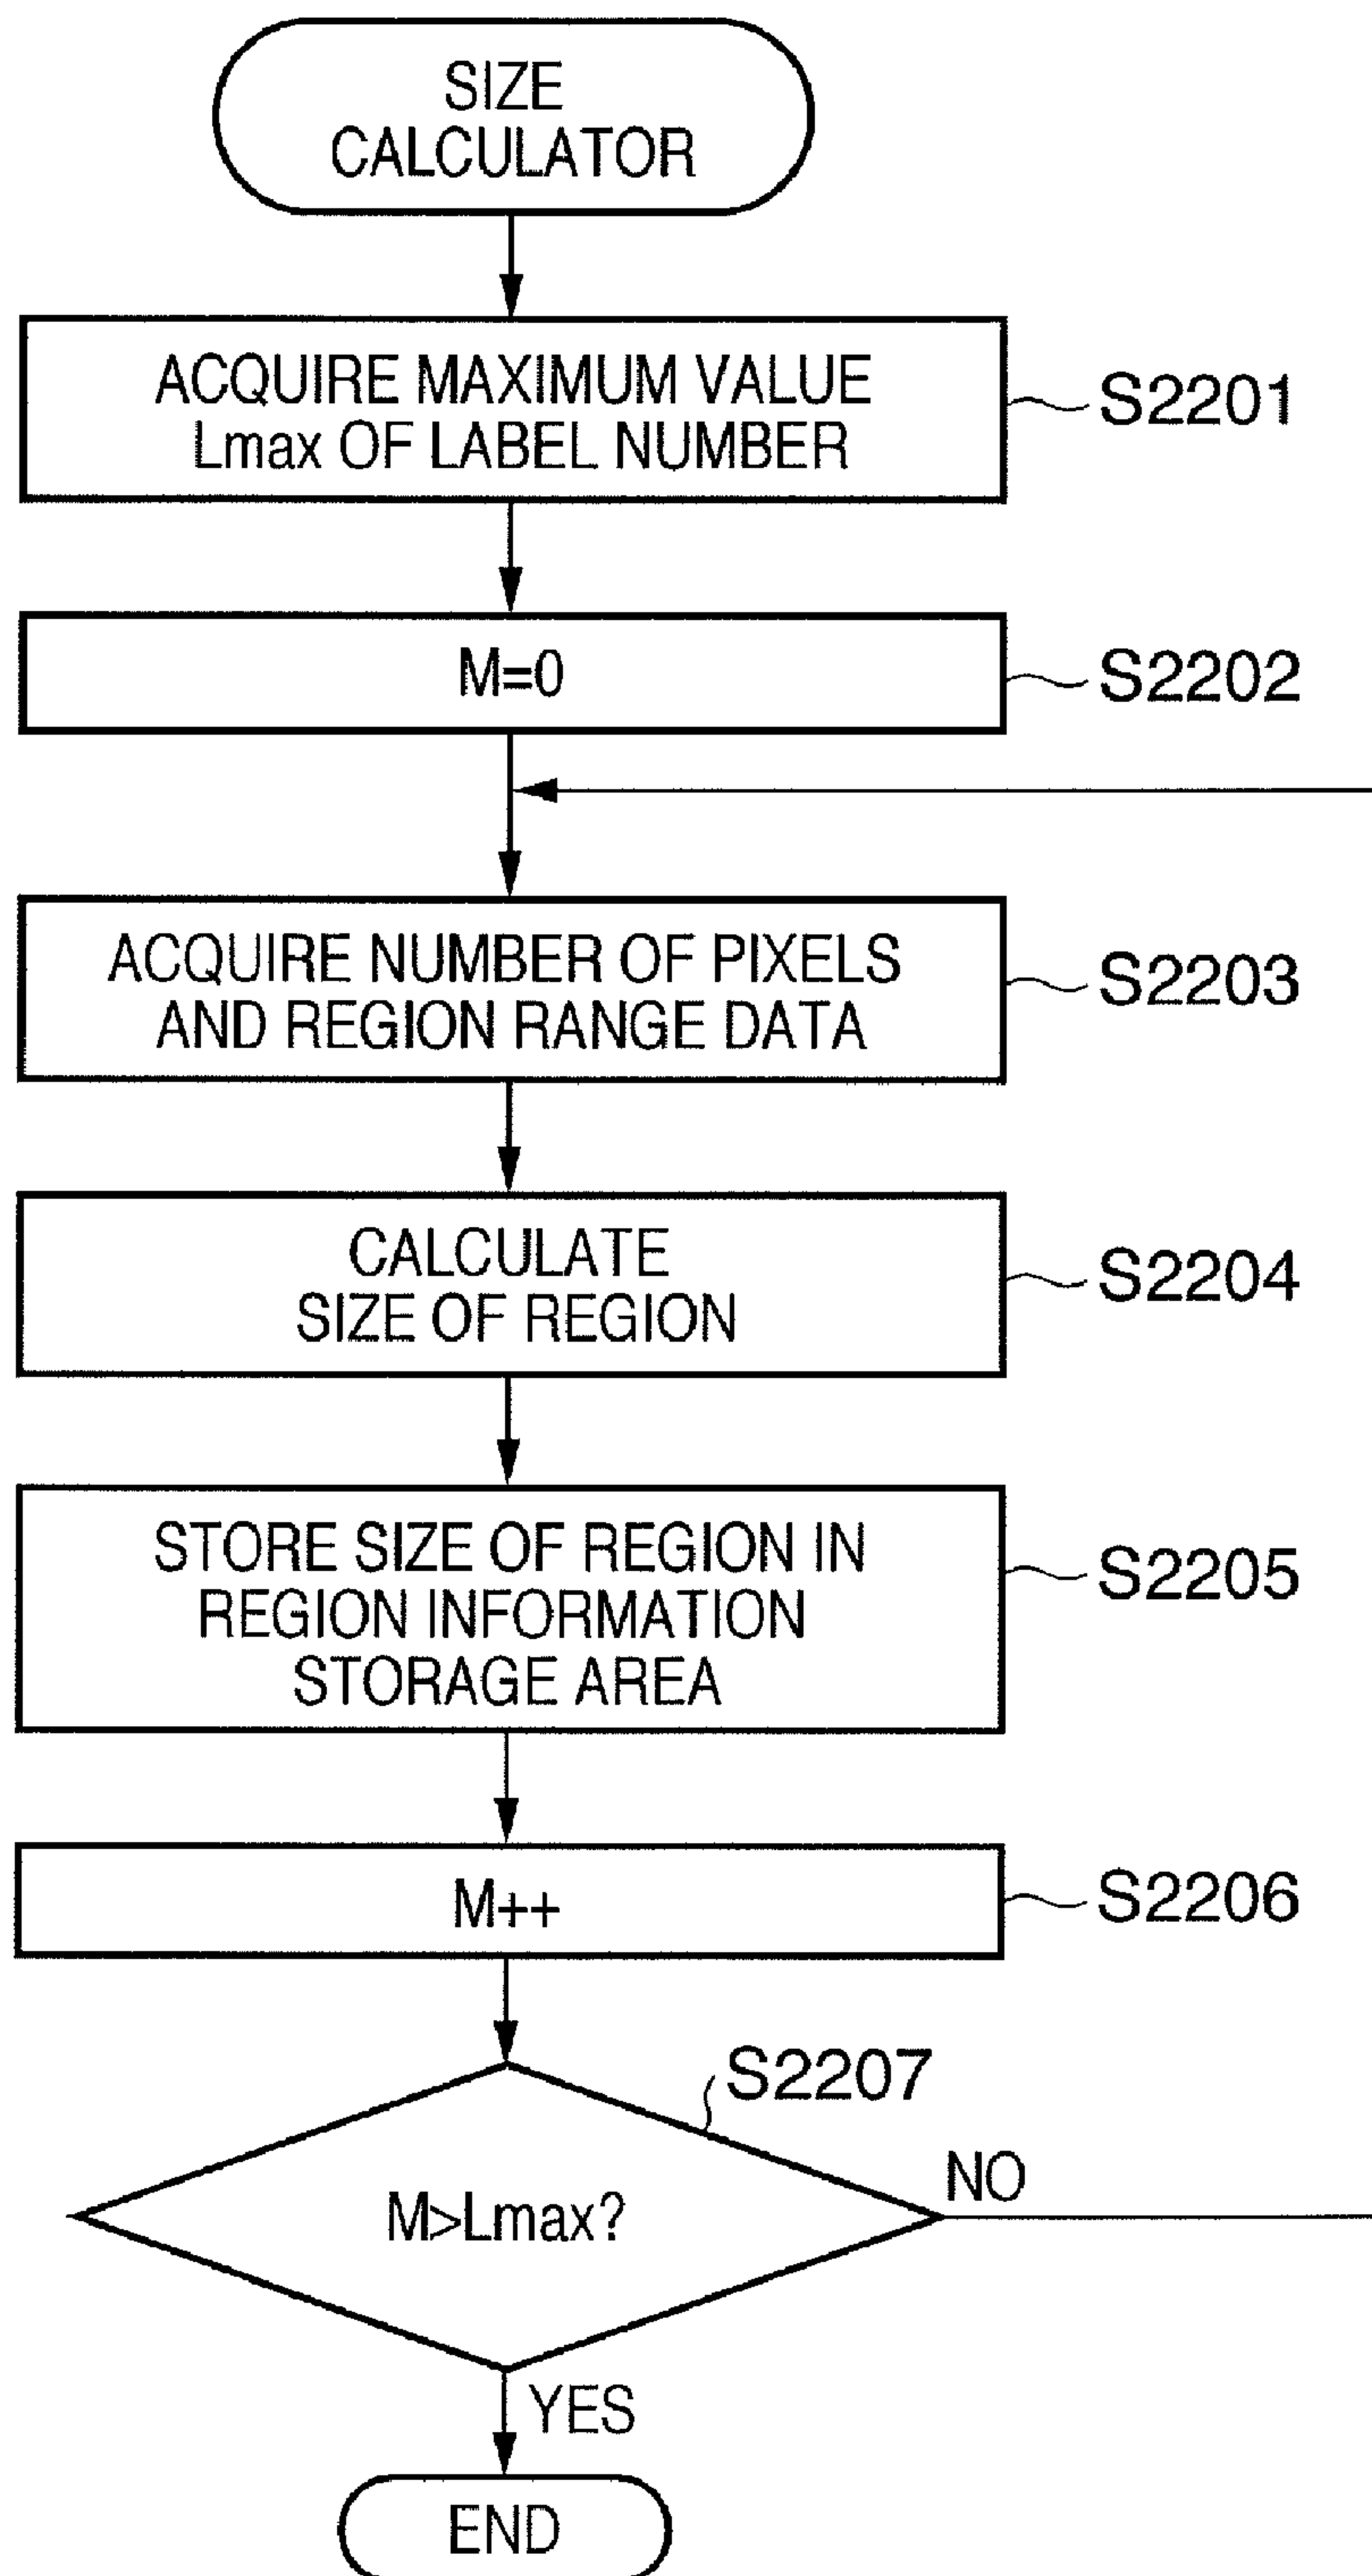 SIZE
CALCULATOR
ACQUIRE MAXIMUM VALUE
Lmax OF LABEL NUMBER
S2201
M=0
S2202
ACQUIRE NUMBER OF PIXELS
AND REGION RANGE DATA
S2203
CALCULATE
SIZE OF REGION
S2204
STORE SIZE OF REGION IN
REGION INFORMATION
STORAGE AREA
S2205
M++
S2206
S2207
M>Lmax?
NO
YES
END